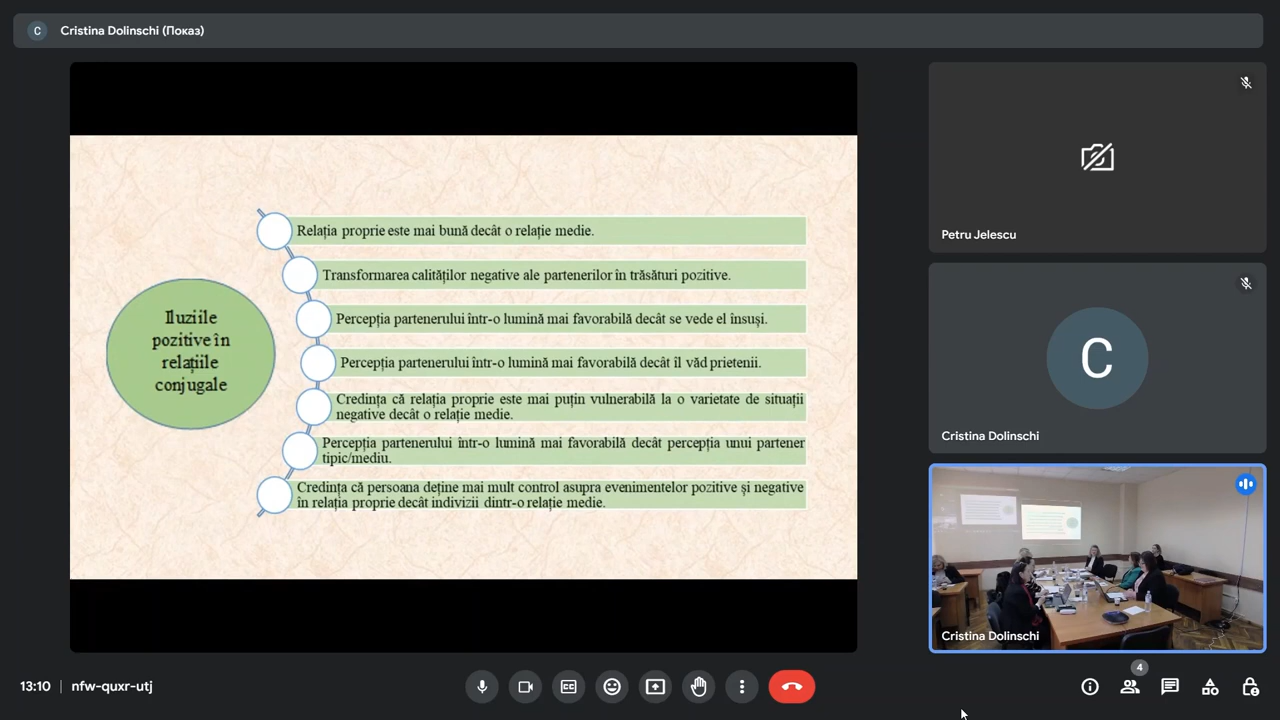 C
Cristina Dolinschi (Показ)
Iluziile
pozitive în
relațiile
conjugale
Relația proprie este mai bună decât o relație medie.
Transformarea calităților negative ale partenerilor în trăsături pozitive.
Percepția partenerului într-o lumină mai favorabilă decât se vede el însuși.
Percepția partenerului într-o lumină mai favorabilă decât îl văd prietenii.
Credința că relația proprie este mai puțin vulnerabilă la o varietate de situații
negative decât o relație medie.
Percepția partenerului într-o lumină mai favorabilă decât percepția unui partener
tipic/mediu.
Credința că persoana deține mai mult control asupra evenimentelor pozitive și negative
în relația proprie decât indivizii dintr-o relație medie.
Petru Jelescu
C
Cristina Dolinschi
Cristina Dolinschi
13:10 | nfw-quxr-utj
4